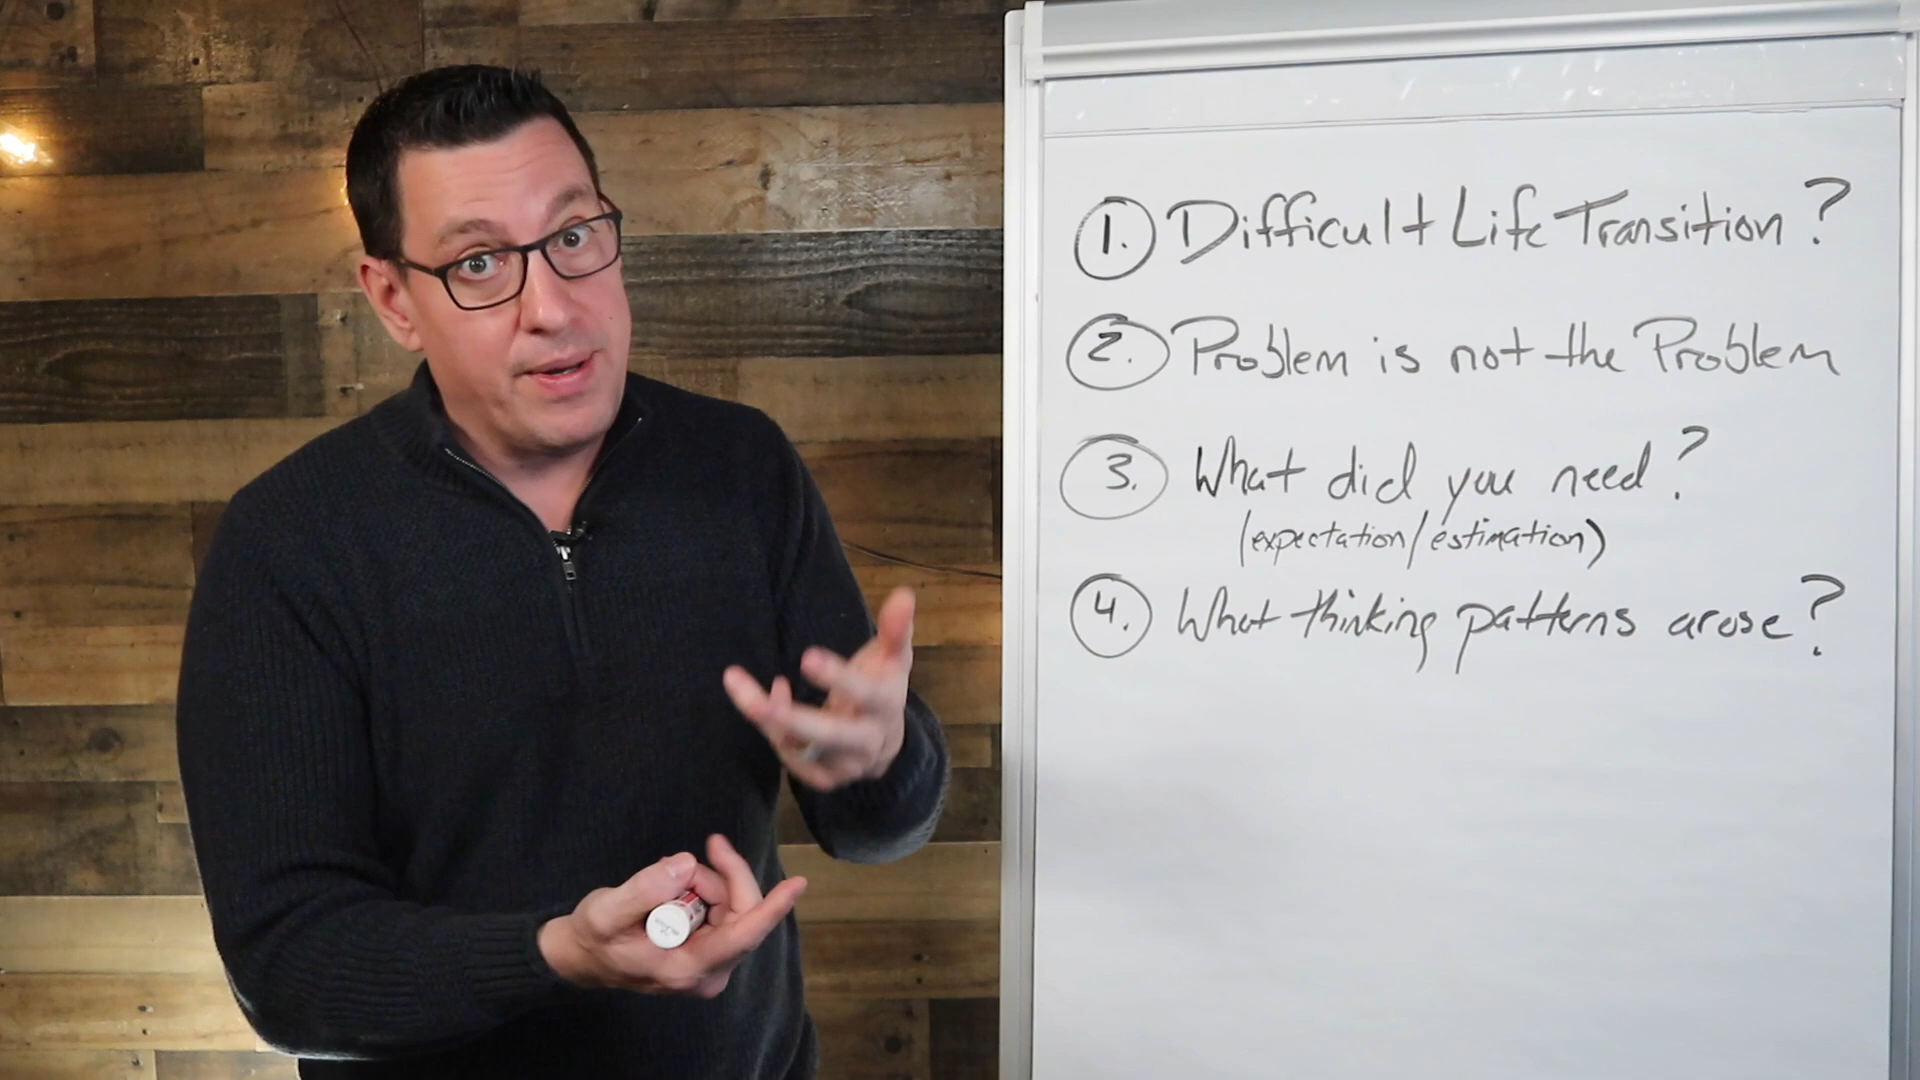 1. Difficult Life Transition?
2. Problem is not the Problem
3. What did you need?
(expectation/estimation)
4. What thinking patterns arose?